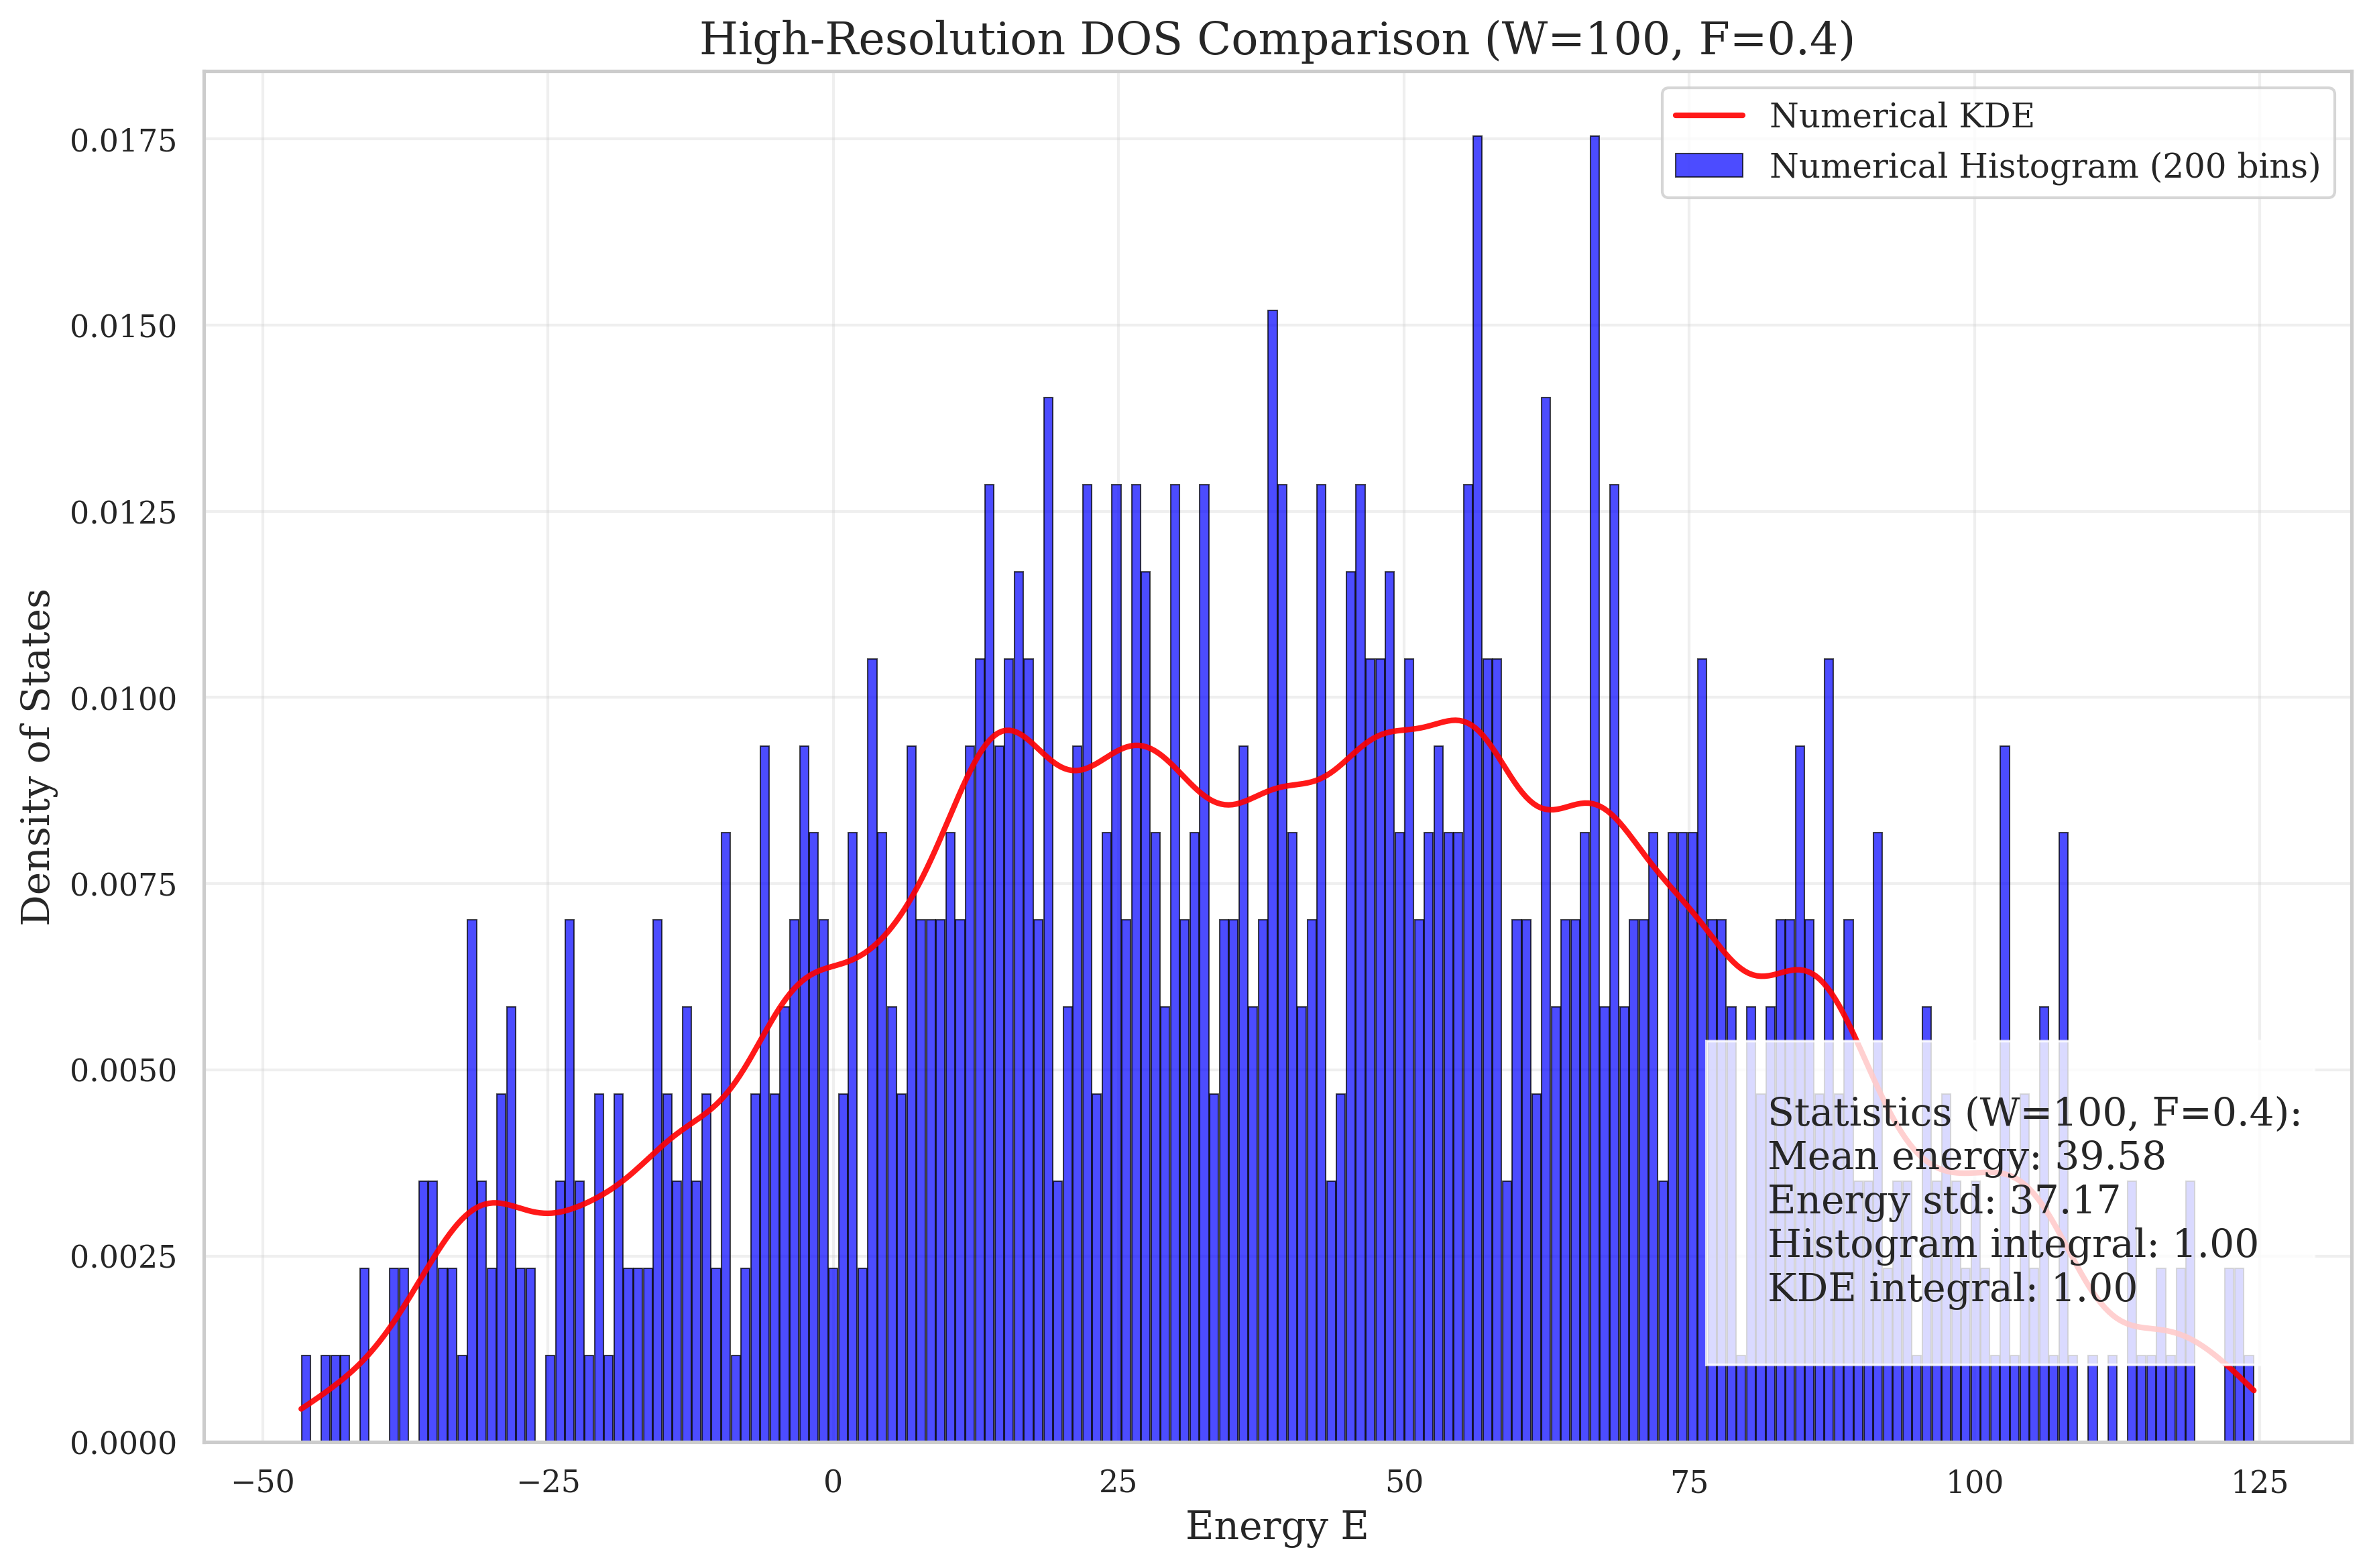 High-Resolution DOS Comparison (W=100, F=0.4)
Numerical KDE
Numerical Histogram (200 bins)
0.0175
0.0150
0.0125
0.0100
0.0075
0.0050
0.0025
0.0000
Density of States
Statistics (W=100, F=0.4):
Mean energy: 39.58
Energy std: 37.17
Histogram integral: 1.00
KDE integral: 1.00
−50
−25
0
25
50
75
100
125
Energy E